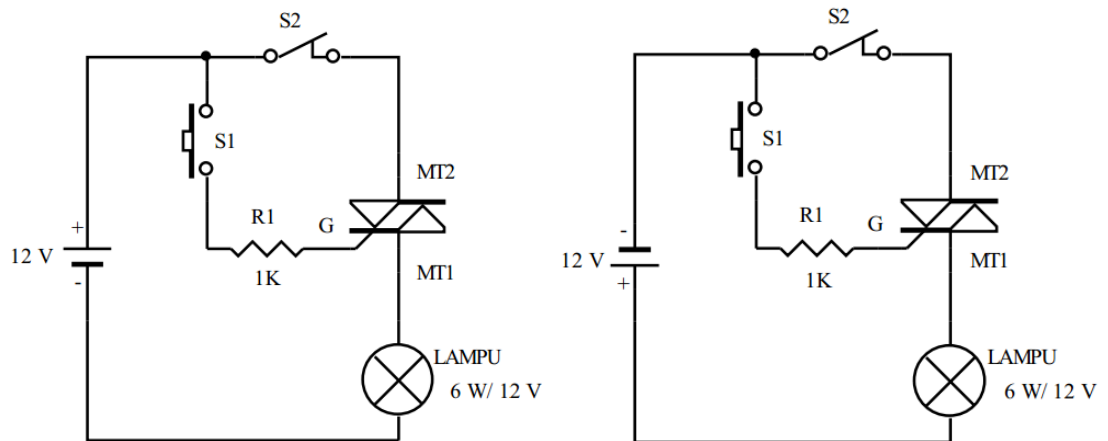 S2
S1
MT2
R1
G
+
12 V
-
1K
MT1
LAMPU
6 W/ 12 V
S2
S1
MT2
R1
G
-
12 V
+
1K
MT1
LAMPU
6 W/ 12 V